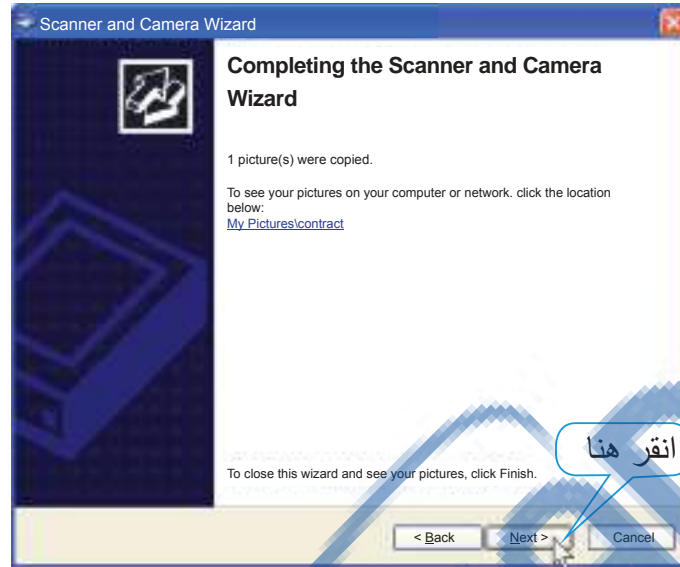 Scanner and Camera Wizard
Completing the Scanner and Camera
Wizard
1 picture(s) were copied.
To see your pictures on your computer or network. click the location
below:
My Pictures\contract
انقر هنا
To close this wizard and see your pictures, click Finish.
< Back
Next >
Cancel